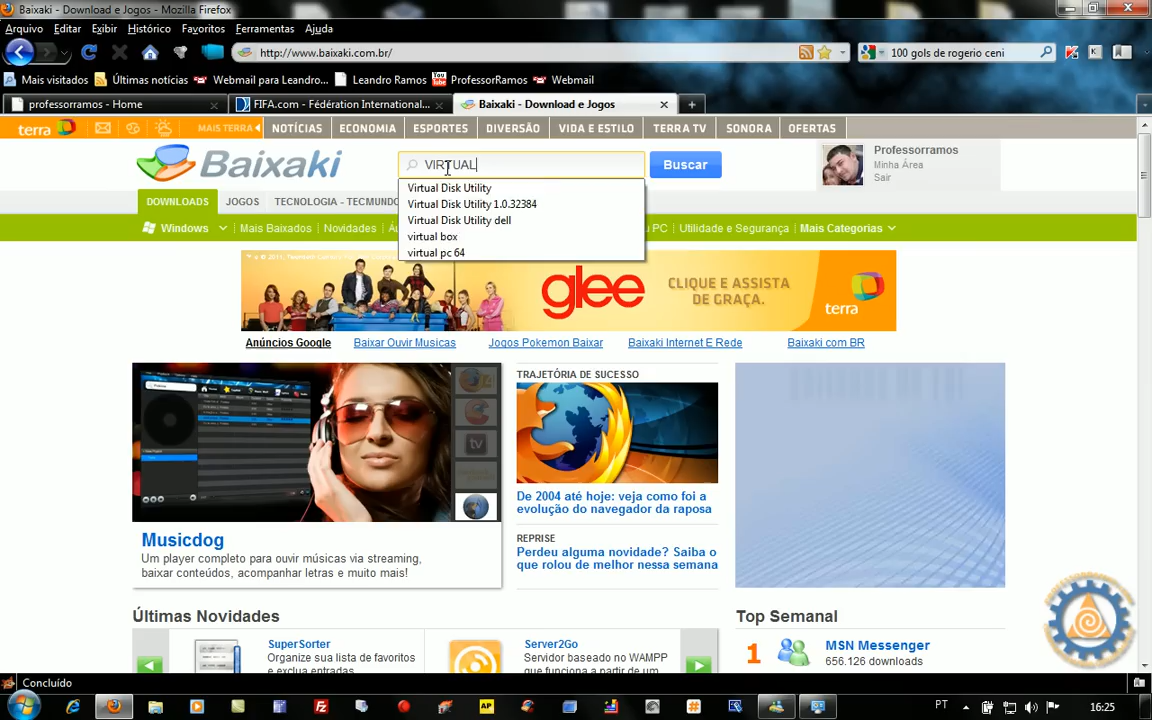 Baixaki - Download e Jogos - Mozilla Firefox
Arquivo Editar Exibir Histórico Favoritos Ferramentas Ajuda
http://www.baixaki.com.br/
100 gols de rogerio ceni
Mais visitados Últimas notícias Webmail para Leandro... Leandro Ramos ProfessorRamos Webmail
professorramos - Home FIFA.com - Fédération International... Baixaki - Download e Jogos
terra MAIS TERRA NOTÍCIAS ECONOMIA ESPORTES DIVERSÃO VIDA E ESTILO TERRA TV SONORA OFERTAS
Baixaki VIRTUAL Buscar
Professorramos
Minha Área
Sair
Virtual Disk Utility
Virtual Disk Utility 1.0.32384
Virtual Disk Utility dell
virtual box
virtual pc 64
DOWNLOADS JOGOS TECNOLOGIA - TECMUNDO
Windows Mais Baixados Novidades u PC Utilidade e Segurança Mais Categorias
glee CLIQUE E ASSISTA
DE GRAÇA. terra
Anúncios Google Baixar Ouvir Musicas Jogos Pokemon Baixar Baixaki Internet E Rede Baixaki com BR
TRAJETÓRIA DE SUCESSO
De 2004 até hoje: veja como foi a
evolução do navegador da raposa
REPRISE
Perdeu alguma novidade? Saiba o
que rolou de melhor nessa semana
Musicdog
Um player completo para ouvir músicas via streaming,
baixar conteúdos, acompanhar letras e muito mais!
Últimas Novidades
Top Semanal
SuperSorter
Organize sua lista de favoritos
e exclua entradas
Server2Go
Servidor baseado no WAMPP
que funciona a partir de um
1 MSN Messenger
656.126 downloads
Concluído
PT 16:25